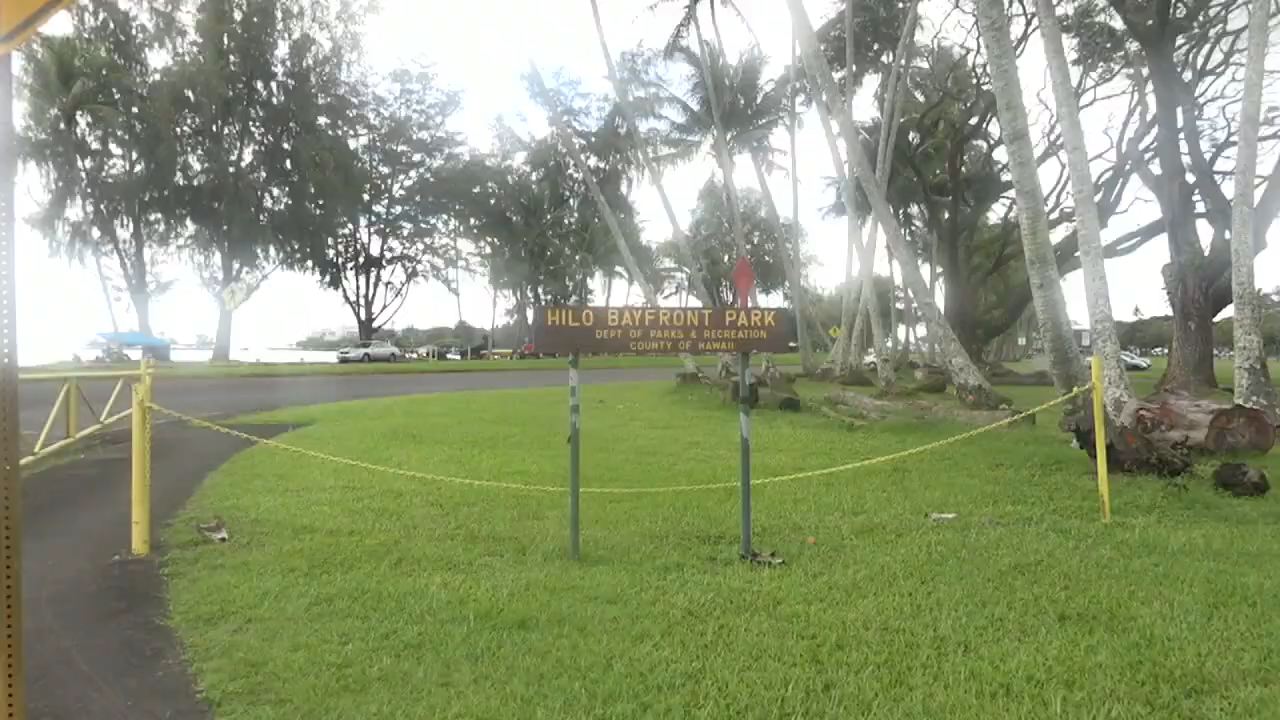 HILO BAYFRONT PARK
DEPT OF PARKS & RECREATION
COUNTY OF HAWAII